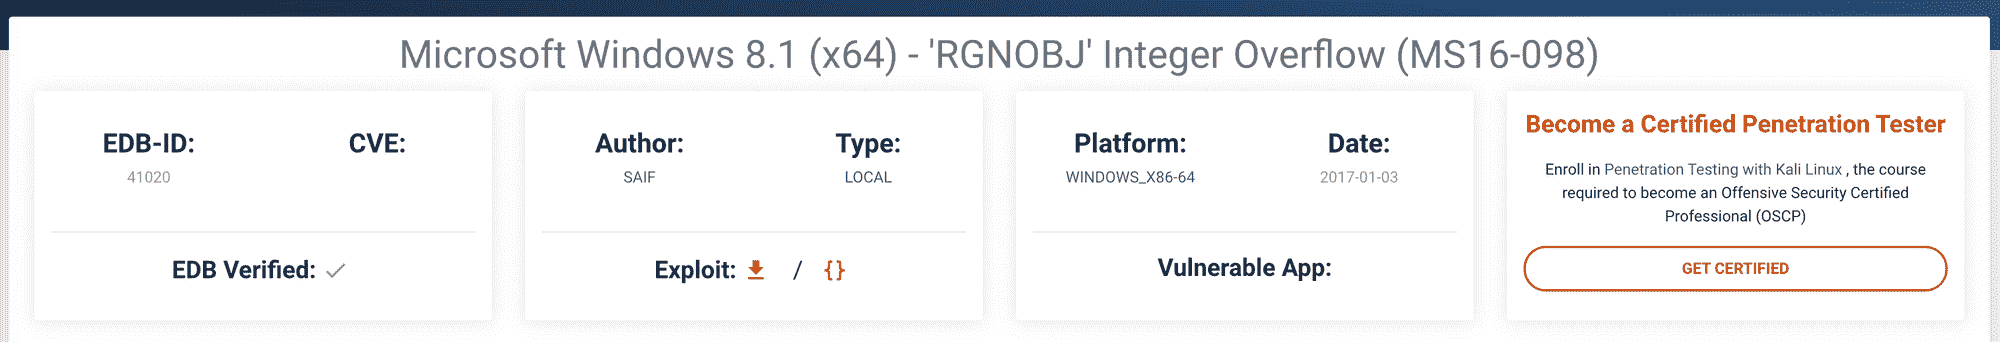 Microsoft Windows 8.1 (x64) - 'RGNOBJ' Integer Overflow (MS16-098)
EDB-ID:
41020
CVE:
EDB Verified:
Author:
SAIF
Type:
LOCAL
Exploit: / {}
Platform:
WINDOWS_X86-64
Date:
2017-01-03
Vulnerable App:
Become a Certified Penetration Tester
Enroll in Penetration Testing with Kali Linux , the course
required to become an Offensive Security Certified
Professional (OSCP)
GET CERTIFIED